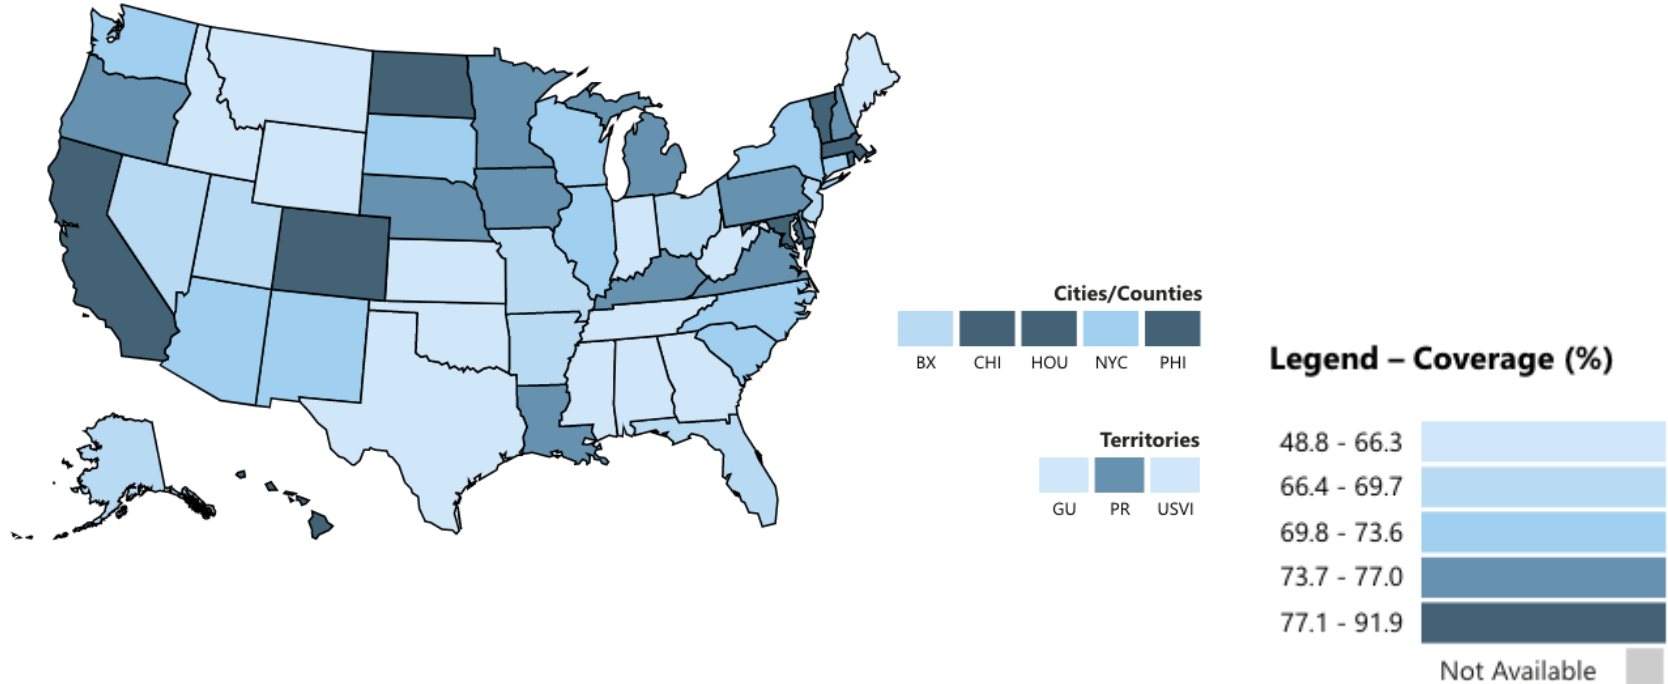 Cities/Counties
BX CHI HOU NYC PHI
Territories
GU PR USVI
Legend – Coverage (%)
48.8 - 66.3
66.4 - 69.7
69.8 - 73.6
73.7 - 77.0
77.1 - 91.9
Not Available